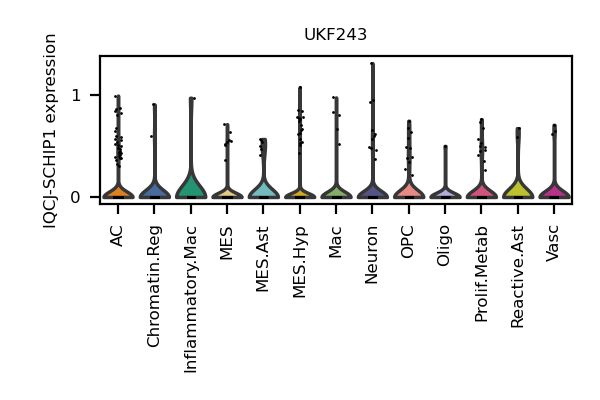 UKF243
IQCJ-SCHIP1 expression
1
0
AC
Chromatin.Reg
Inflammatory.Mac
MES
MES.Ast
MES.Hyp
Mac
Neuron
OPC
Oligo
Prolif.Metab
Reactive.Ast
Vasc